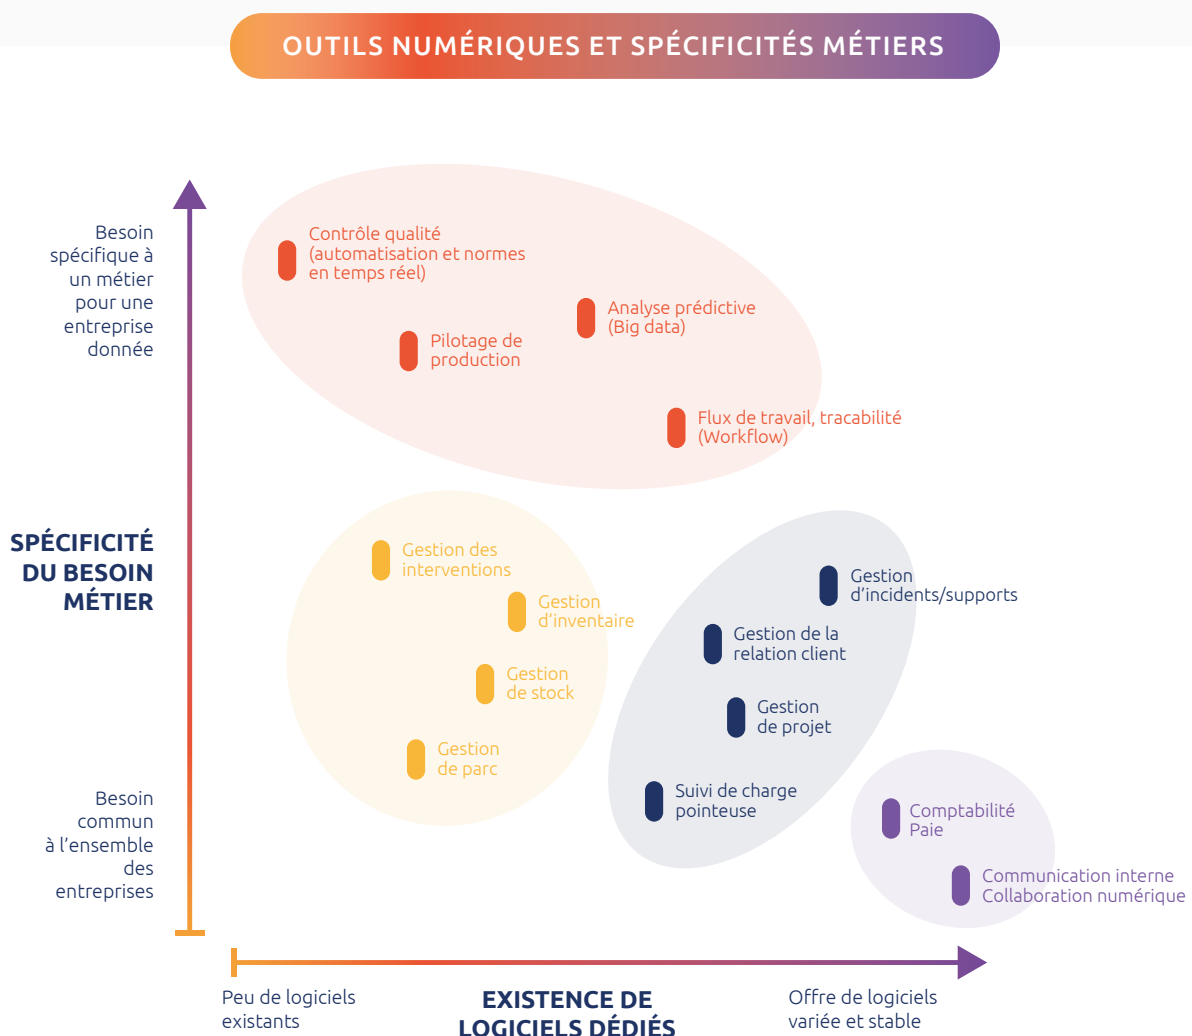 OUTILS NUMÉRIQUES ET SPÉCIFICITÉS MÉTIERS
Besoin
spécifique à
un métier
pour une
entreprise
donnée
Contrôle qualité
(automatisation et normes
en temps réel)
Analyse prédictive
(Big data)
Pilotage de
production
Flux de travail, tracabilité
(Workflow)
SPÉCIFICITÉ
DU BESOIN
MÉTIER
Gestion des
interventions
Gestion
d'inventaire
Gestion
de stock
Gestion
de parc
Gestion
d'incidents/supports
Gestion de la
relation client
Gestion
de projet
Suivi de charge
pointeuse
Besoin
commun
à l'ensemble
des
entreprises
Comptabilité
Paie
Communication interne
Collaboration numérique
Peu de logiciels
existants
EXISTENCE DE
LOGICIELS DÉDIÉS
Offre de logiciels
variée et stable